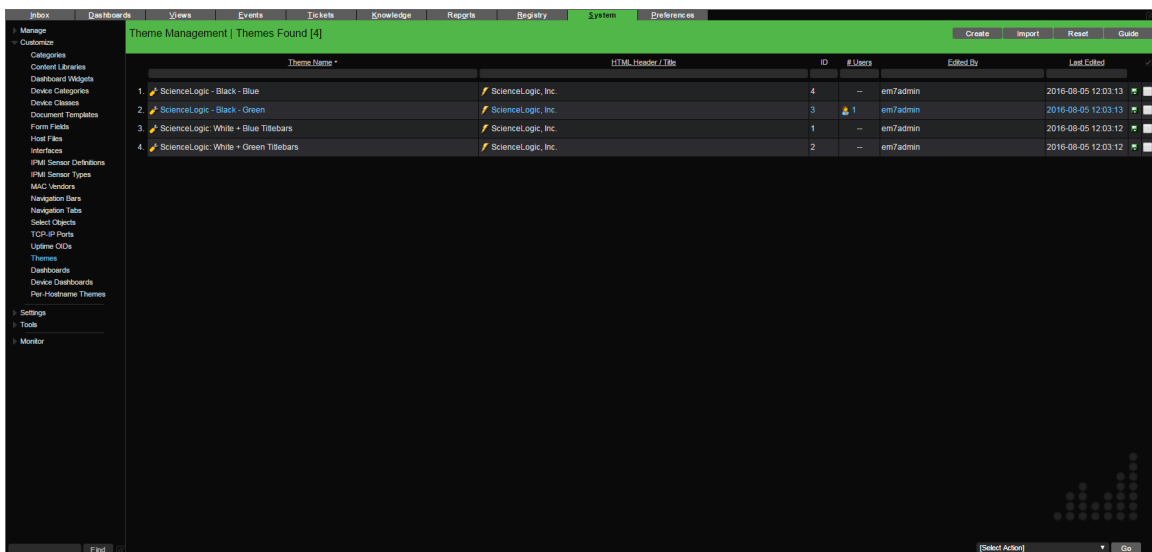 Inbox Dashboards Views Events Tickets Knowledge Reports Registry System Preferences
Manage
Customize
Categories
Content Libraries
Dashboard Widgets
Device Categories
Device Classes
Document Templates
Form Fields
Host Files
Interfaces
IPMI Sensor Definitions
IPMI Sensor Types
MAC Vendors
Navigation Bars
Navigation Tabs
Select Objects
TCP-IP Ports
Uptime OIDs
Themes
Dashboards
Device Dashboards
Per-Hostname Themes
Settings
Tools
Monitor
Find
Theme Management | Themes Found [4] Create Import Reset Guide
Theme Name HTML Header / Title ID # Users Edited By Last Edited
1. ScienceLogic - Black - Blue ScienceLogic, Inc. 4 -- em7admin 2016-08-05 12:03:13
2. ScienceLogic - Black - Green ScienceLogic, Inc. 3 1 em7admin 2016-08-05 12:03:13
3. ScienceLogic: White + Blue Titlebars ScienceLogic, Inc. 1 -- em7admin 2016-08-05 12:03:12
4. ScienceLogic: White + Green Titlebars ScienceLogic, Inc. 2 -- em7admin 2016-08-05 12:03:12
[Select Action] Go